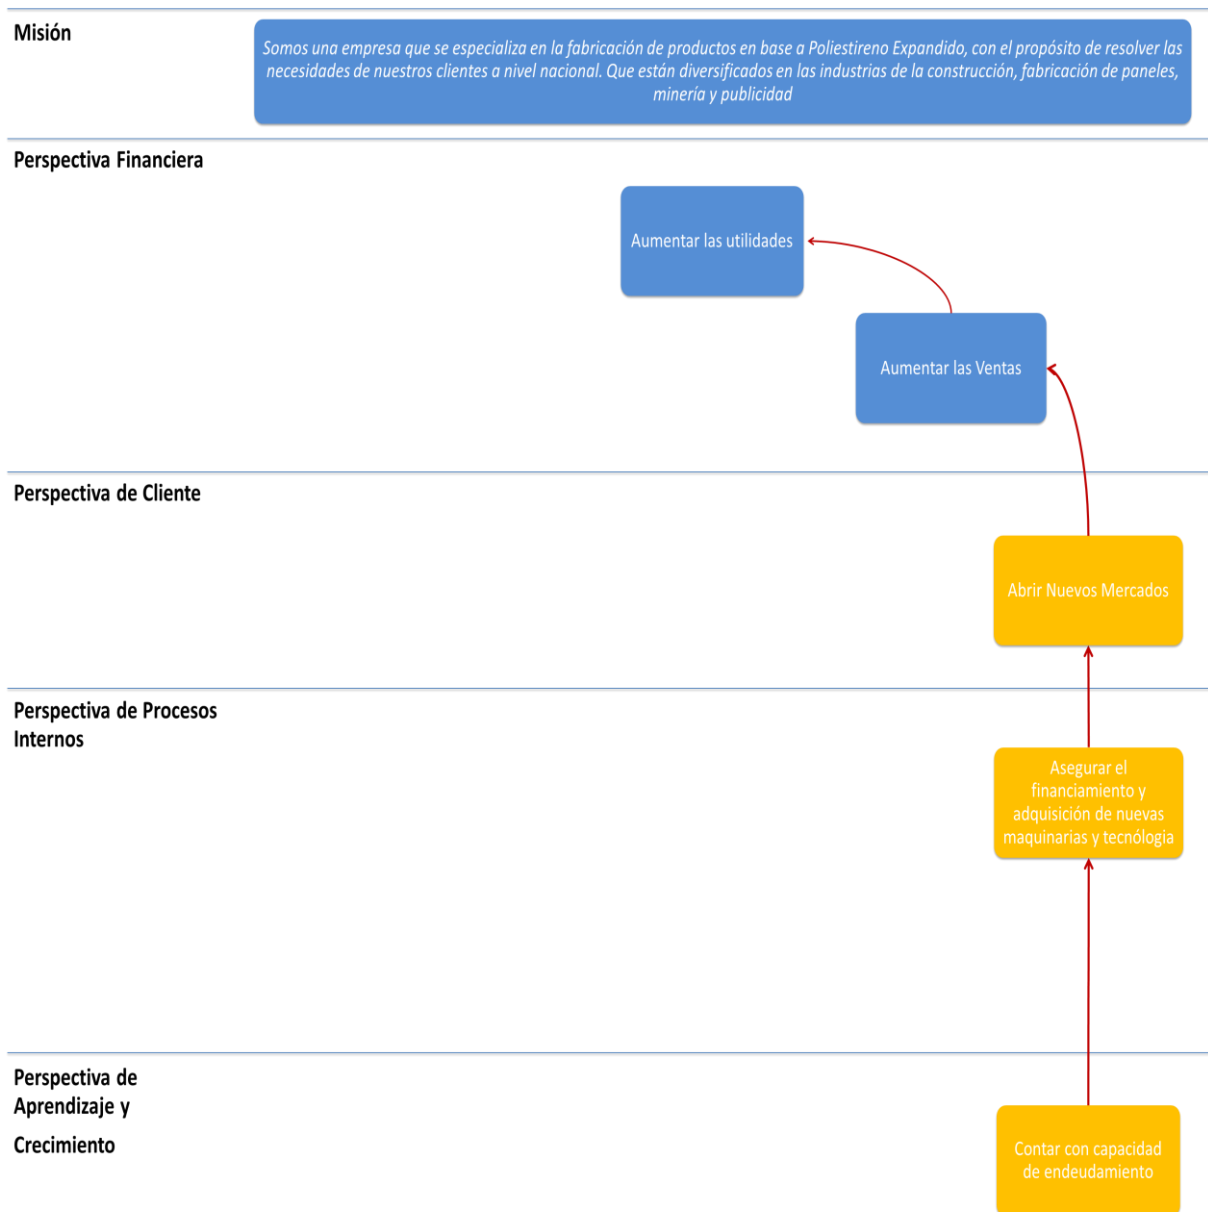 Misión
Somos una empresa que se especializa en la fabricación de productos en base a Poliestireno Expandido, con el propósito de resolver las
necesidades de nuestros clientes a nivel nacional. Que están diversificados en las industrias de la construcción, fabricación de paneles,
minería y publicidad
Perspectiva Financiera
Aumentar las utilidades
Aumentar las Ventas
Perspectiva de Cliente
Abrir Nuevos Mercados
Perspectiva de Procesos
Internos
Asegurar el
financiamiento y
adquisición de nuevas
maquinarias y tecnólogia
Perspectiva de
Aprendizaje y
Crecimiento
Contar con capacidad
de endeudamiento